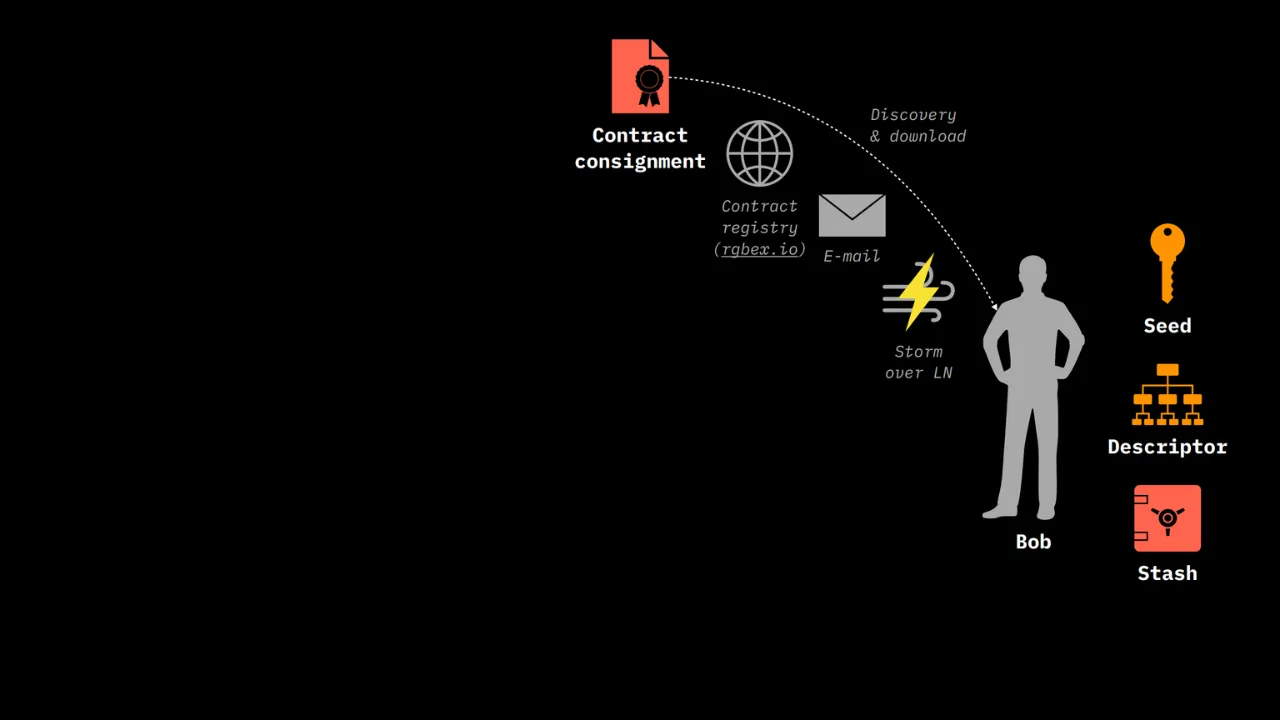 Contract
consignment
Discovery
& download
Contract
registry
(rgbex.io)
E-mail
Storm
over LN
Seed
Descriptor
Bob
Stash